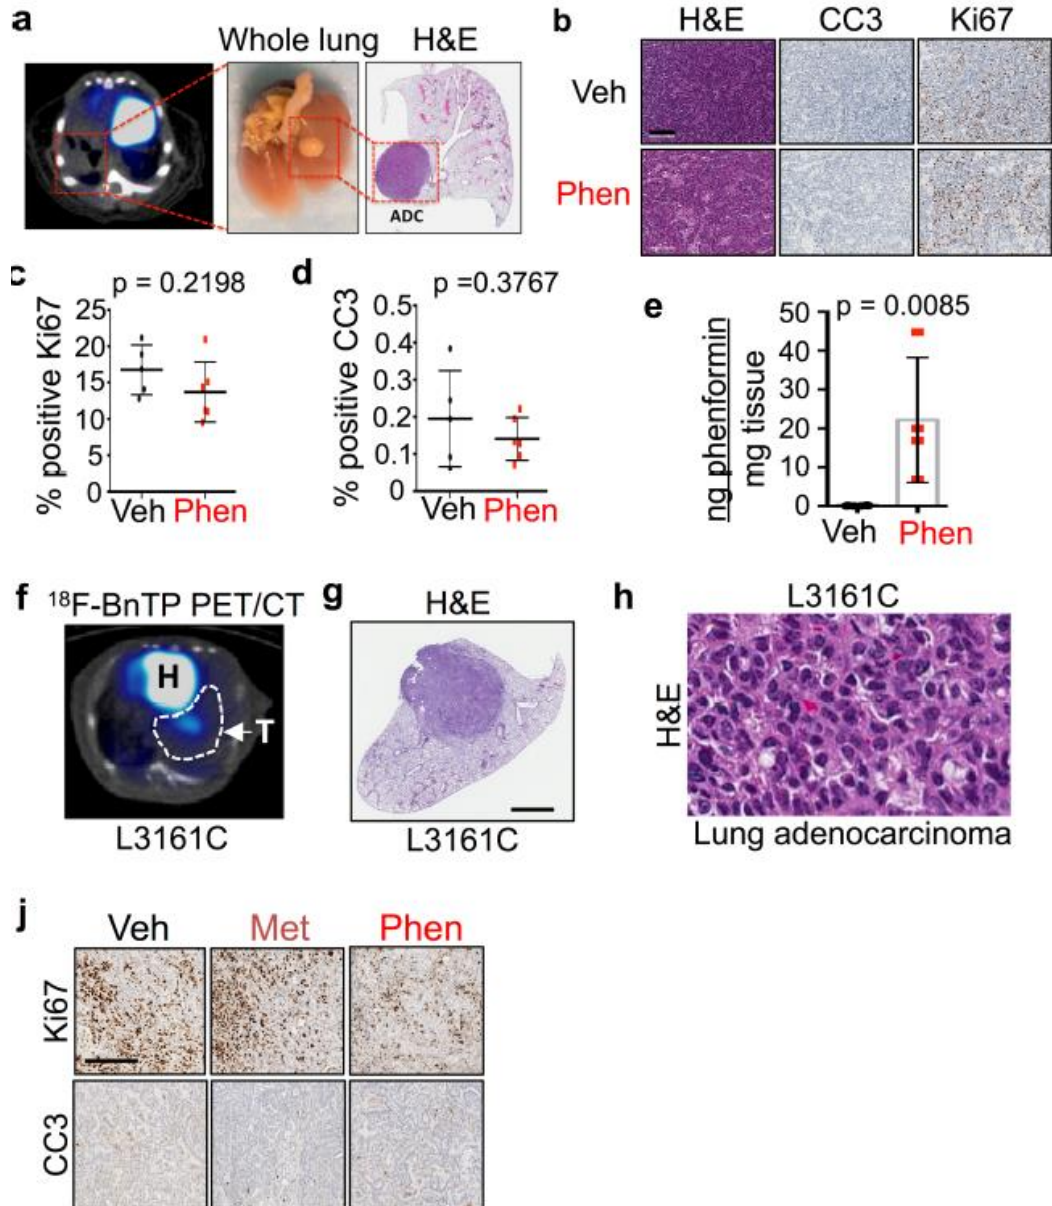 a
Whole lung H&E
ADC
b
H&E CC3 Ki67
Veh
Phen
c
p = 0.2198
% positive Ki67
25
20
15
10
5
0
Veh Phen
d
p =0.3767
% positive CC3
0.5
0.4
0.3
0.2
0.1
0
Veh Phen
e
p = 0.0085
ng phenformin
mg tissue
50
40
30
20
10
0
Veh Phen
f
18F-BnTP PET/CT
H
T
L3161C
g
H&E
L3161C
h
L3161C
H&E
Lung adenocarcinoma
j
Veh Met Phen
Ki67
CC3